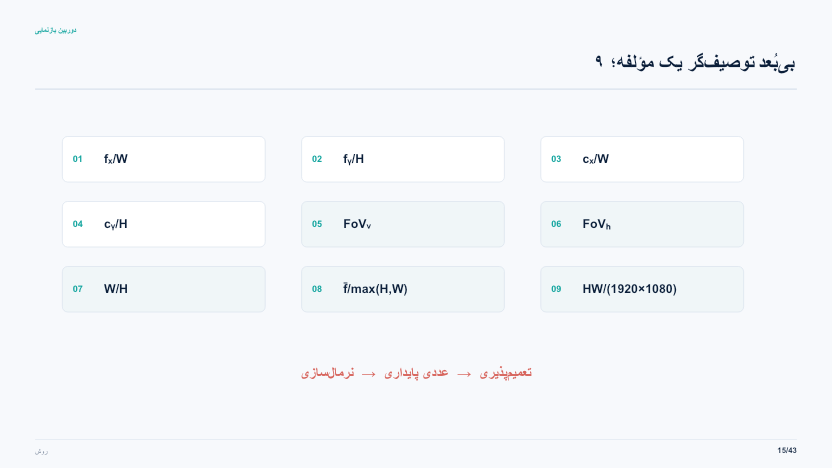 دوربین بازنمایی
بی‌بُعد توصیف‌گر یک مؤلفه؛ ۹
01 fₓ/W
02 fᵧ/H
03 cₓ/W
04 cᵧ/H
05 FoVᵥ
06 FoVₕ
07 W/H
08 f̄/max(H,W)
09 HW/(1920×1080)
تعمیم‌پذیری → عددی پایداری → نرمال‌سازی
روش
15/43